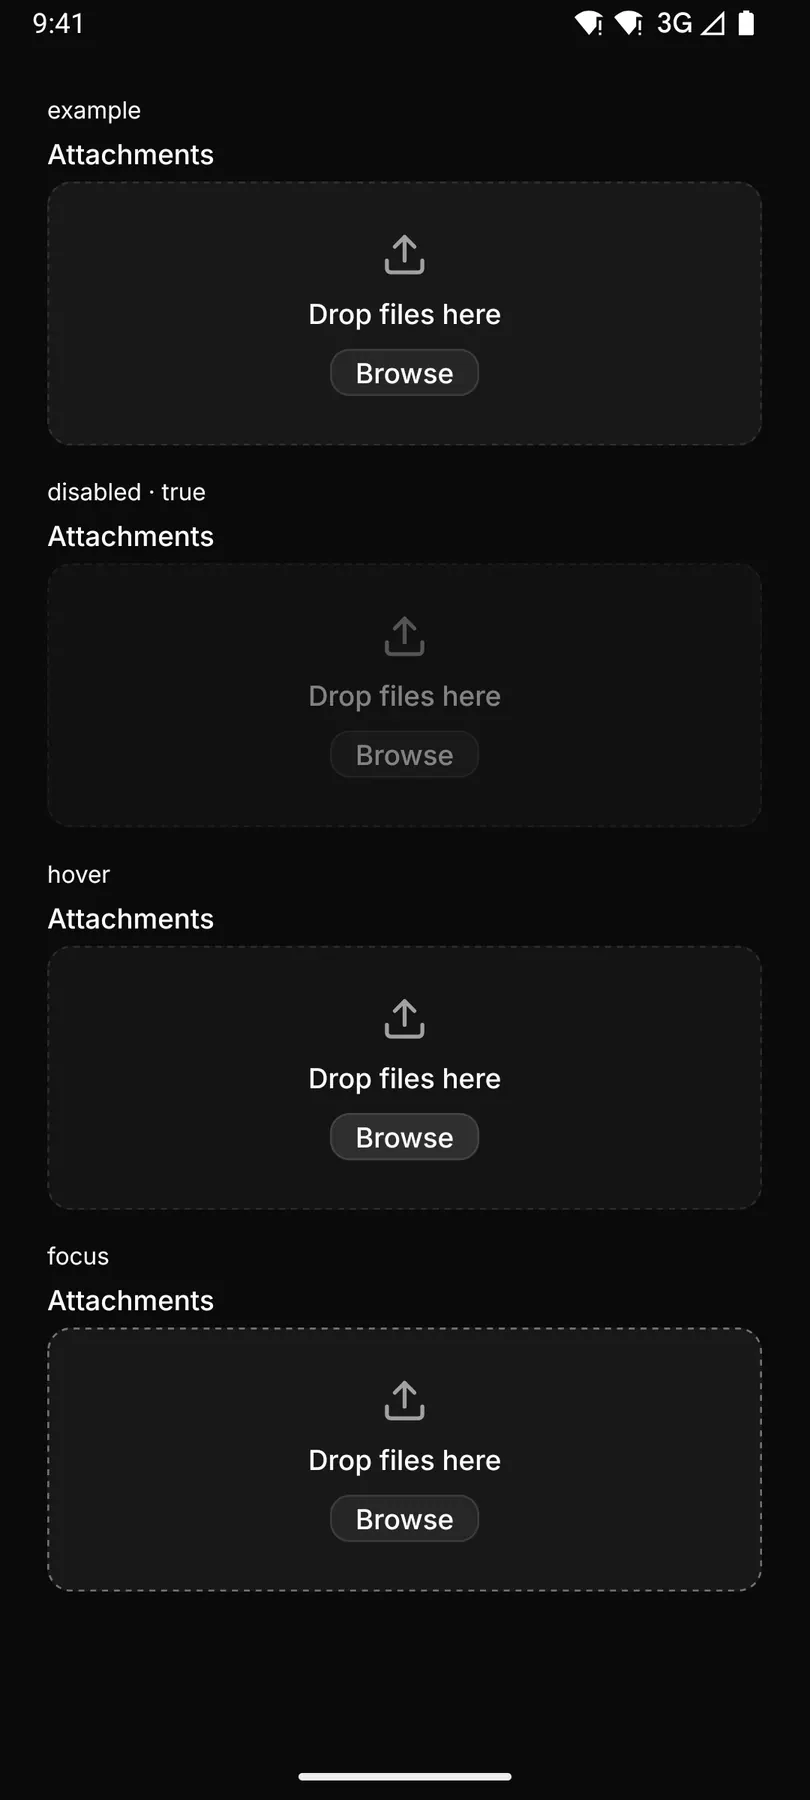 9:41
3G
example
Attachments
Drop files here
Browse
disabled · true
Attachments
Drop files here
Browse
hover
Attachments
Drop files here
Browse
focus
Attachments
Drop files here
Browse